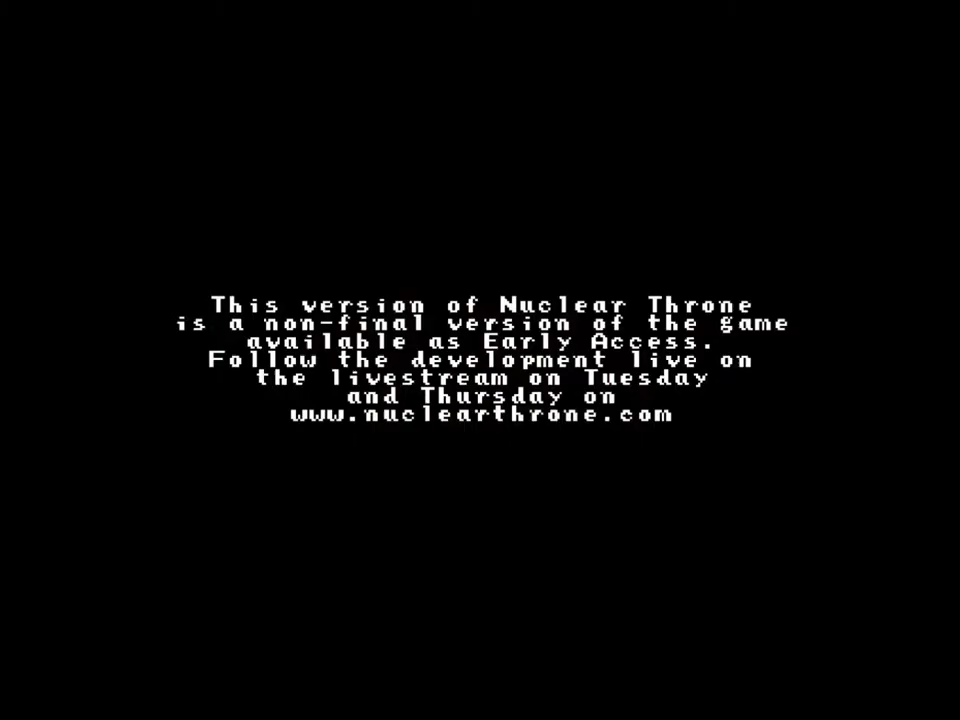 This version of Nuclear Throne
is a non-final version of the game
available as Early Access.
Follow the development live on
the livestream on Tuesday
and Thursday on
www.nuclearthrone.com